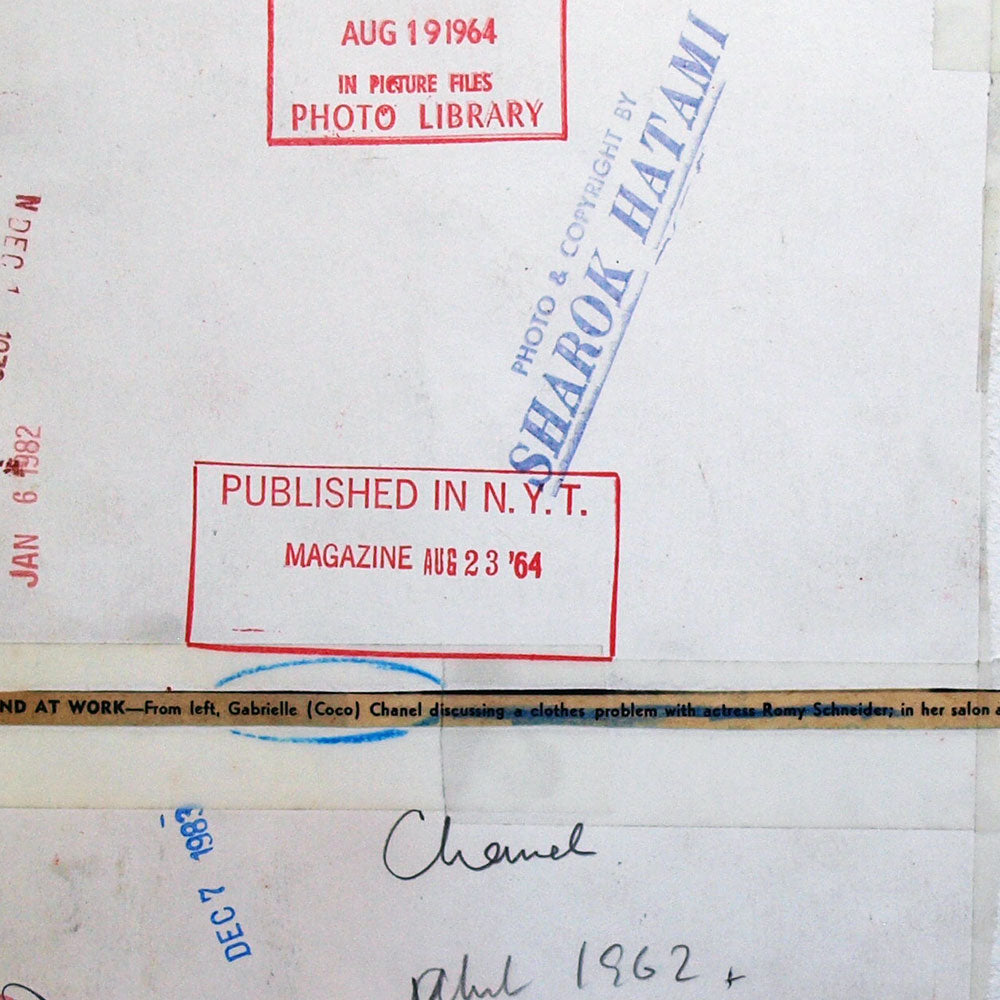 AUG 19 1964
IN PICTURE FILES
PHOTO LIBRARY
PHOTO & COPYRIGHT BY
SHAROK HATAMI
N DEC 1
JAN 6 1982
PUBLISHED IN N.Y.T.
MAGAZINE AUG 23 '64
ND AT WORK—From left, Gabrielle (Coco) Chanel discussing a clothes problem with actress Romy Schneider; in her salon a
DEC 7 1983
Chanel
1962